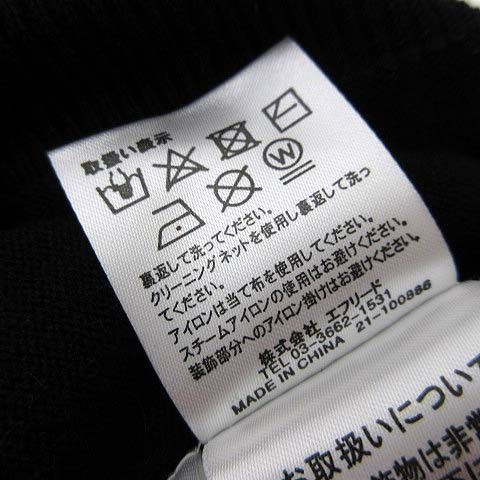 取扱い表示
W
裏返して洗ってください。
クリーニングネットを使用し裏返して洗っ
てください。
アイロンは当て布を使用してください。
スチームアイロンの使用はお避けください。
装飾部分へのアイロン掛けはお避けください。
株式会社 エフリード
TEL 03-3662-1531
MADE IN CHINA 21-100886
お取扱いについて
物は非常